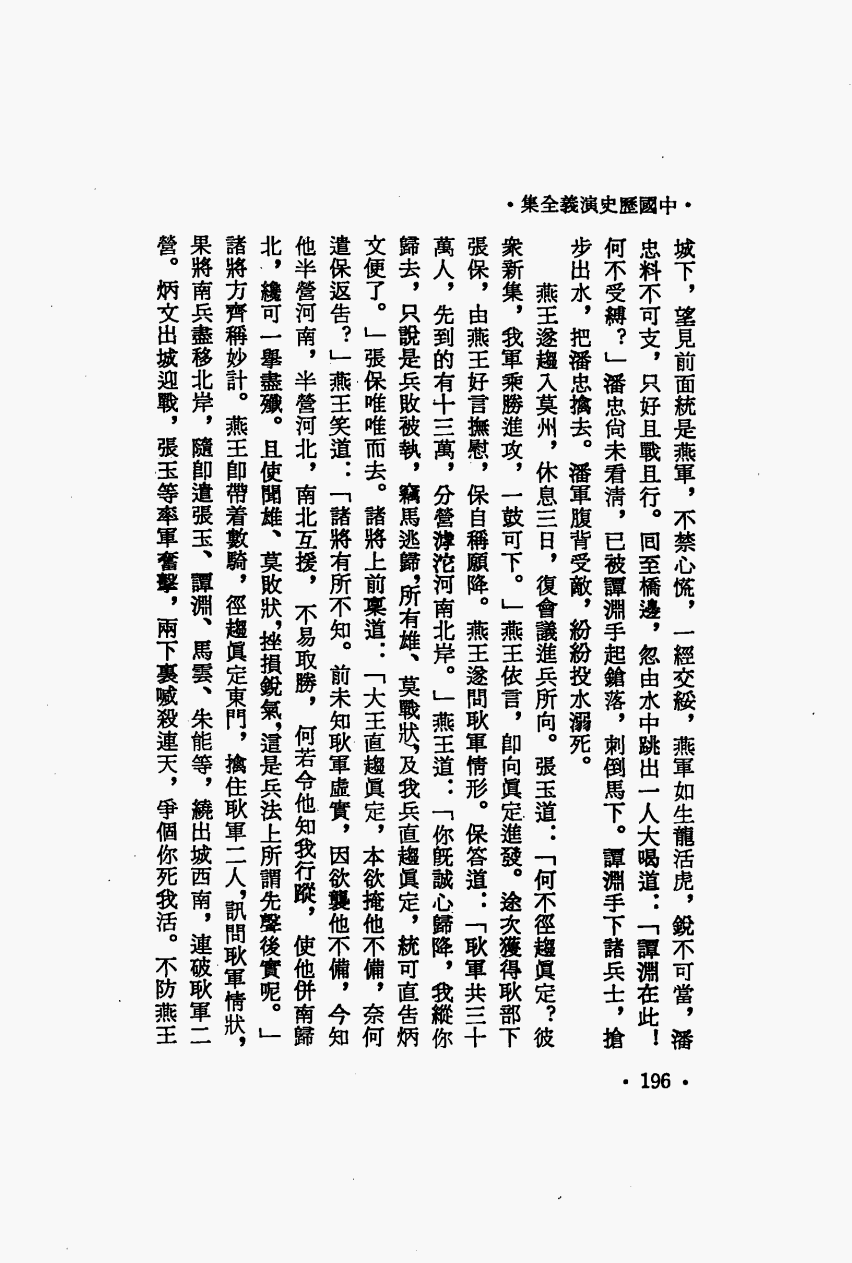 ・中國歷史演義全集・
城下，望見前面統是燕軍，不禁心慌，一經交綏，燕軍如生龍活虎，銳不可當，潘
忠料不可支，只好且戰且行。回至橋邊，忽由水中跳出一人大喝道：「譚淵在此！
何不受縛？」潘忠尙未看淸，已被譚淵手起鎗落，刺倒馬下。譚淵手下諸兵士，搶
步出水，把潘忠擒去。潘軍腹背受敵，紛紛投水溺死。
燕王遂趨入莫州，休息三日，復會議進兵所向。張玉道：「何不徑趨眞定？彼
衆新集，我軍乘勝進攻，一鼓可下。」燕王依言，卽向眞定進發。途次獲得耿部下
張保，由燕王好言撫慰，保自稱願降。燕王遂問耿軍情形。保答道：「耿軍共三十
萬人，先到的有十三萬，分營滹沱河南北岸。」燕王道：「你旣誠心歸降，我縱你
歸去，只說是兵敗被執，竊馬逃歸，所有雄、莫戰狀，及我兵直趨眞定，統可直告炳
文便了。」張保唯唯而去。諸將上前稟道：「大王直趨眞定，本欲掩他不備，奈何
遣保返告？」燕王笑道：「諸將有所不知。前未知耿軍虛實，因欲襲他不備，今知
他半營河南，半營河北，南北互援，不易取勝，何若令他知我行蹤，使他併南歸
北，纔可一擧盡殲。且使聞雄、莫敗狀，挫損銳氣，這是兵法上所謂先聲後實呢。」
諸將方齊稱妙計。燕王卽帶着數騎，徑趨眞定東門，擒住耿軍二人，訊問耿軍情狀，
果將南兵盡移北岸，隨卽遣張玉、譚淵、馬雲、朱能等，繞出城西南，連破耿軍二
營。炳文出城迎戰，張玉等率軍奮擊，兩下裏喊殺連天，爭個你死我活。不防燕王
・196・